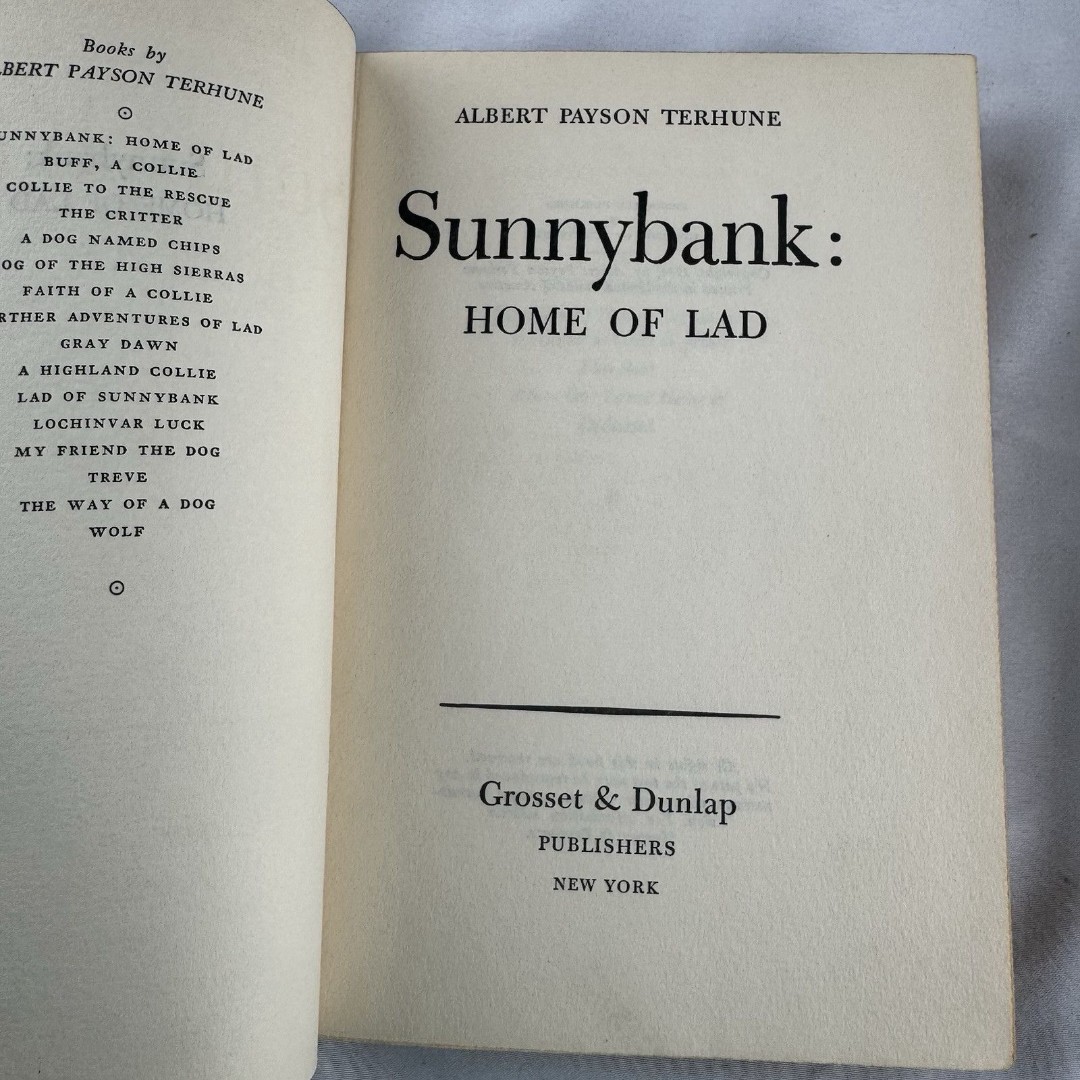 Books by
BERT PAYSON TERHUNE
UNNYBANK: HOME OF LAD
BUFF, A COLLIE
COLLIE TO THE RESCUE
THE CRITTER
A DOG NAMED CHIPS
OG OF THE HIGH SIERRAS
FAITH OF A COLLIE
RTHER ADVENTURES OF LAD
GRAY DAWN
A HIGHLAND COLLIE
LAD OF SUNNYBANK
LOCHINVAR LUCK
MY FRIEND THE DOG
TREVE
THE WAY OF A DOG
WOLF
ALBERT PAYSON TERHUNE
Sunnybank:
HOME OF LAD
Grosset & Dunlap
PUBLISHERS
NEW YORK